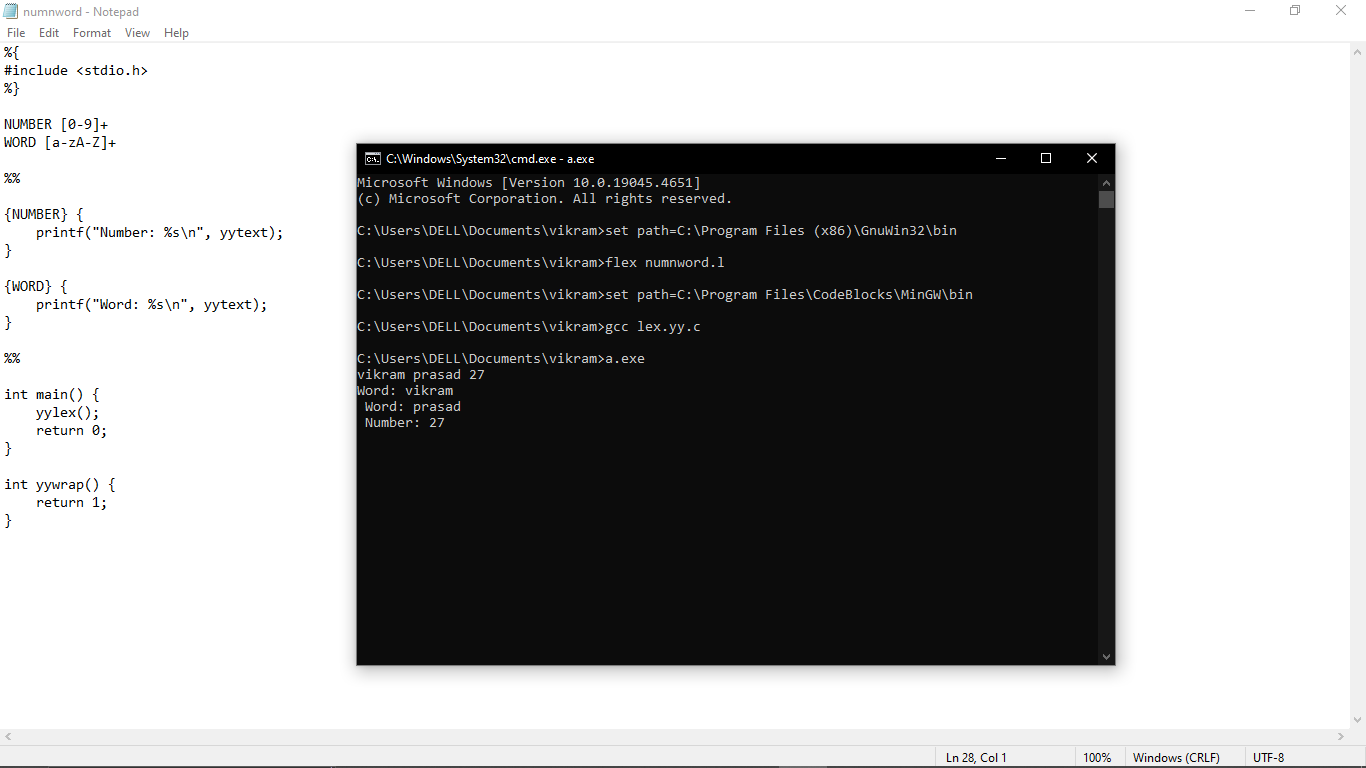 numnword - Notepad
File Edit Format View Help
%{
#include <stdio.h>
%}
NUMBER [0-9]+
WORD [a-zA-Z]+
%%
{NUMBER} {
    printf("Number: %s\n", yytext);
}
{WORD} {
    printf("Word: %s\n", yytext);
}
%%
int main() {
    yylex();
    return 0;
}
int yywrap() {
    return 1;
}
C:\Windows\System32\cmd.exe - a.exe
Microsoft Windows [Version 10.0.19045.4651]
(c) Microsoft Corporation. All rights reserved.
C:\Users\DELL\Documents\vikram>set path=C:\Program Files (x86)\GnuWin32\bin
C:\Users\DELL\Documents\vikram>flex numnword.l
C:\Users\DELL\Documents\vikram>set path=C:\Program Files\CodeBlocks\MinGW\bin
C:\Users\DELL\Documents\vikram>gcc lex.yy.c
C:\Users\DELL\Documents\vikram>a.exe
vikram prasad 27
Word: vikram
 Word: prasad
 Number: 27
Ln 28, Col 1 100% Windows (CRLF) UTF-8